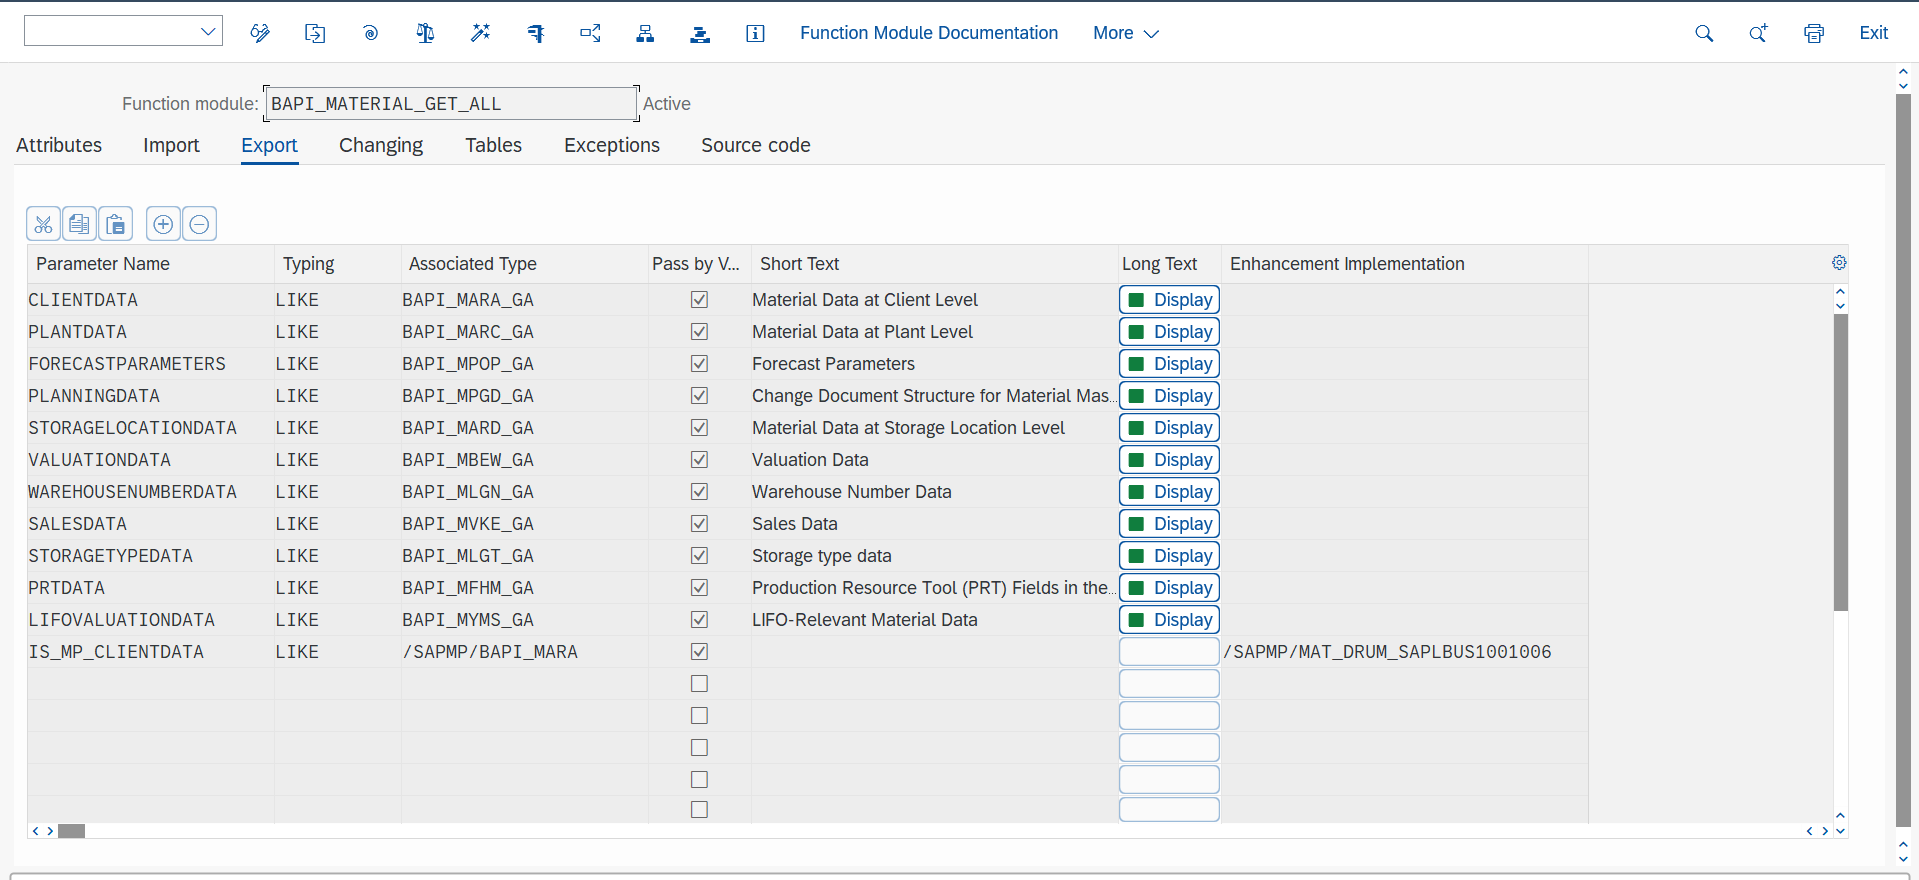 Function Module Documentation More Exit
Function module: BAPI_MATERIAL_GET_ALL Active
Attributes Import Export Changing Tables Exceptions Source code
Parameter Name Typing Associated Type Pass by V... Short Text Long Text Enhancement Implementation
CLIENTDATA LIKE BAPI_MARA_GA Material Data at Client Level Display
PLANTDATA LIKE BAPI_MARC_GA Material Data at Plant Level Display
FORECASTPARAMETERS LIKE BAPI_MPOP_GA Forecast Parameters Display
PLANNINGDATA LIKE BAPI_MPGD_GA Change Document Structure for Material Mas... Display
STORAGELOCATIONDATA LIKE BAPI_MARD_GA Material Data at Storage Location Level Display
VALUATIONDATA LIKE BAPI_MBEW_GA Valuation Data Display
WAREHOUSENUMBERDATA LIKE BAPI_MLGN_GA Warehouse Number Data Display
SALESDATA LIKE BAPI_MVKE_GA Sales Data Display
STORAGETYPEDATA LIKE BAPI_MLGT_GA Storage type data Display
PRTDATA LIKE BAPI_MFHM_GA Production Resource Tool (PRT) Fields in the... Display
LIFOVALUATIONDATA LIKE BAPI_MYMS_GA LIFO-Relevant Material Data Display
IS_MP_CLIENTDATA LIKE /SAPMP/BAPI_MARA /SAPMP/MAT_DRUM_SAPLBUS1001006